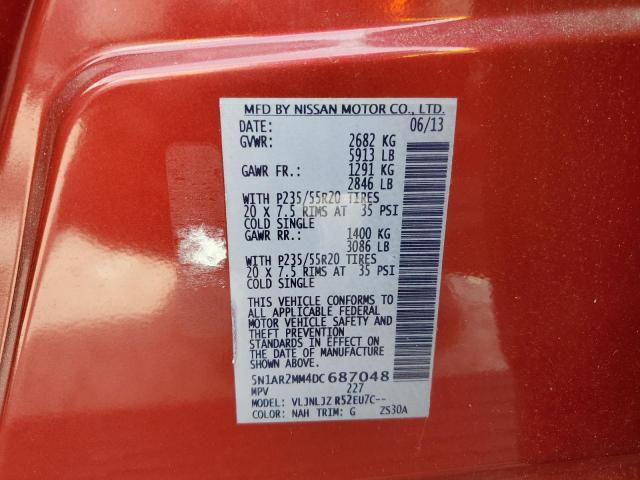 MFD BY NISSAN MOTOR CO., LTD.
DATE: 06/13
GVWR: 2682 KG
5913 LB
GAWR FR.: 1291 KG
2846 LB
WITH P235/55R20 TIRES
20 X 7.5 RIMS AT 35 PSI
COLD SINGLE
GAWR RR.: 1400 KG
3086 LB
WITH P235/55R20 TIRES
20 X 7.5 RIMS AT 35 PSI
COLD SINGLE
THIS VEHICLE CONFORMS TO
ALL APPLICABLE FEDERAL
MOTOR VEHICLE SAFETY AND
THEFT PREVENTION
STANDARDS IN EFFECT ON THE
DATE OF MANUFACTURE SHOWN
ABOVE.
5N1AR2MM4DC687048
MPV 227
MODEL: VLJNLJZ R52EU7C--
COLOR: NAH TRIM: G ZS30A